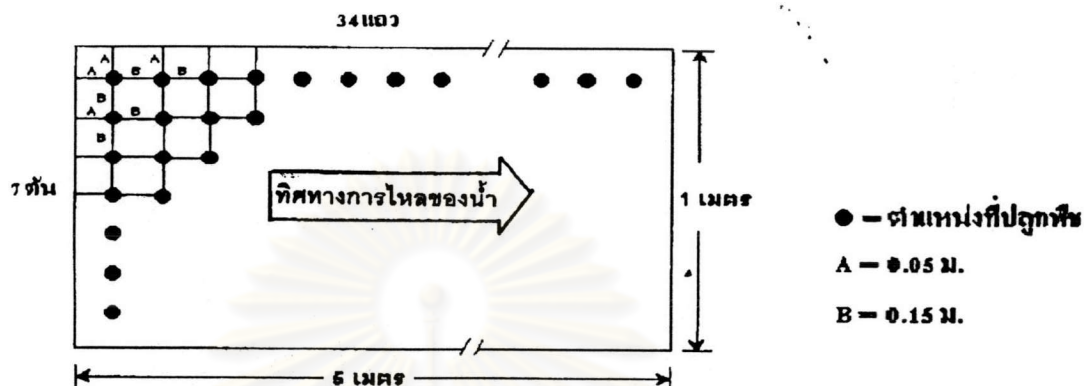 34แถว
A A
A B B
B
A B
B
7 ต้น
ทิศทางการไหลของน้ำ
1 เมตร
● = ตำแหน่งที่ปลูกพืช
A = 0.05 ม.
B = 0.15 ม.
5 เมตร